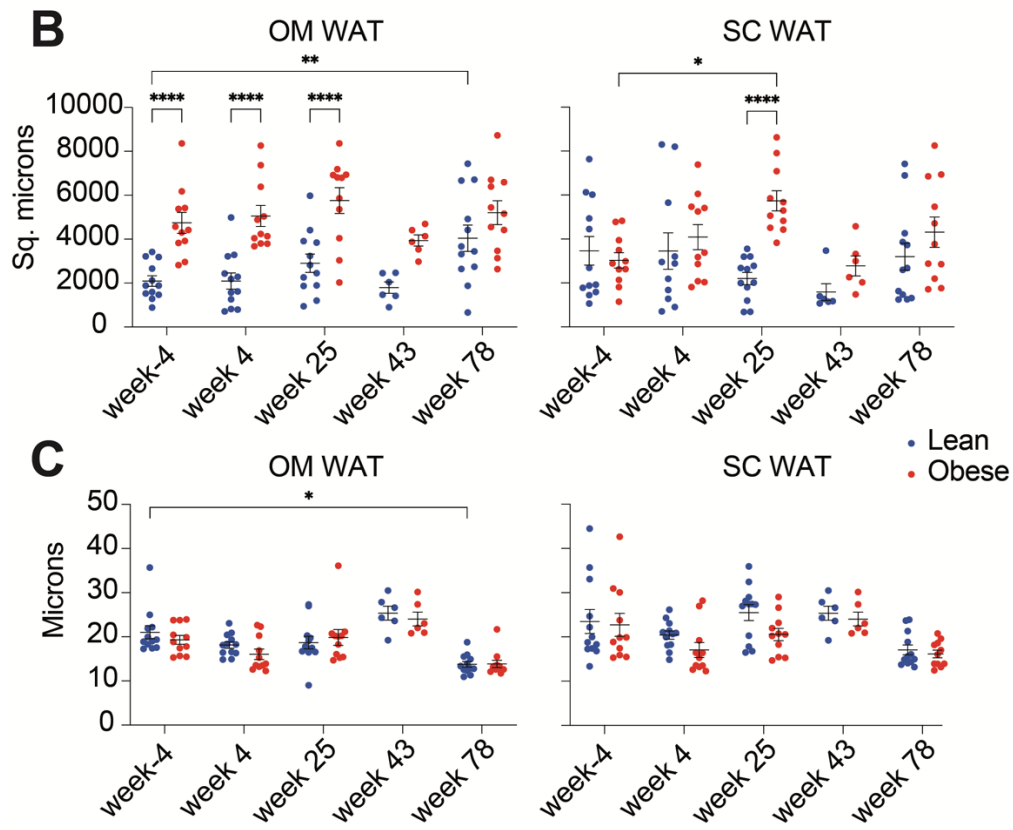 B
OM WAT
SC WAT
**
*
**** **** ****
****
Sq. microns
10000
8000
6000
4000
2000
0
week-4 week 4 week 25 week 43 week 78
week-4 week 4 week 25 week 43 week 78
Lean
Obese
C
OM WAT
SC WAT
*
Microns
50
40
30
20
10
0
week-4 week 4 week 25 week 43 week 78
week-4 week 4 week 25 week 43 week 78